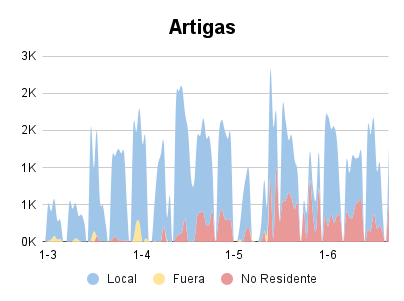 Artigas
3K
2K
2K
1K
1K
0K
1-3 1-4 1-5 1-6
Local Fuera No Residente